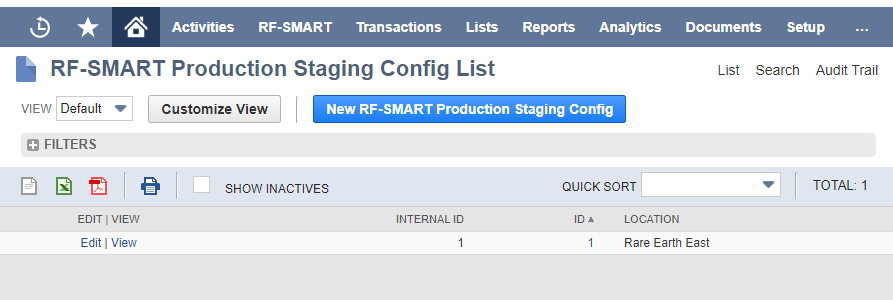 Activities RF-SMART Transactions Lists Reports Analytics Documents Setup ...
RF-SMART Production Staging Config List List Search Audit Trail
VIEW Default Customize View New RF-SMART Production Staging Config
FILTERS
SHOW INACTIVES QUICK SORT TOTAL: 1
EDIT | VIEW INTERNAL ID ID ▲ LOCATION
Edit | View 1 1 Rare Earth East